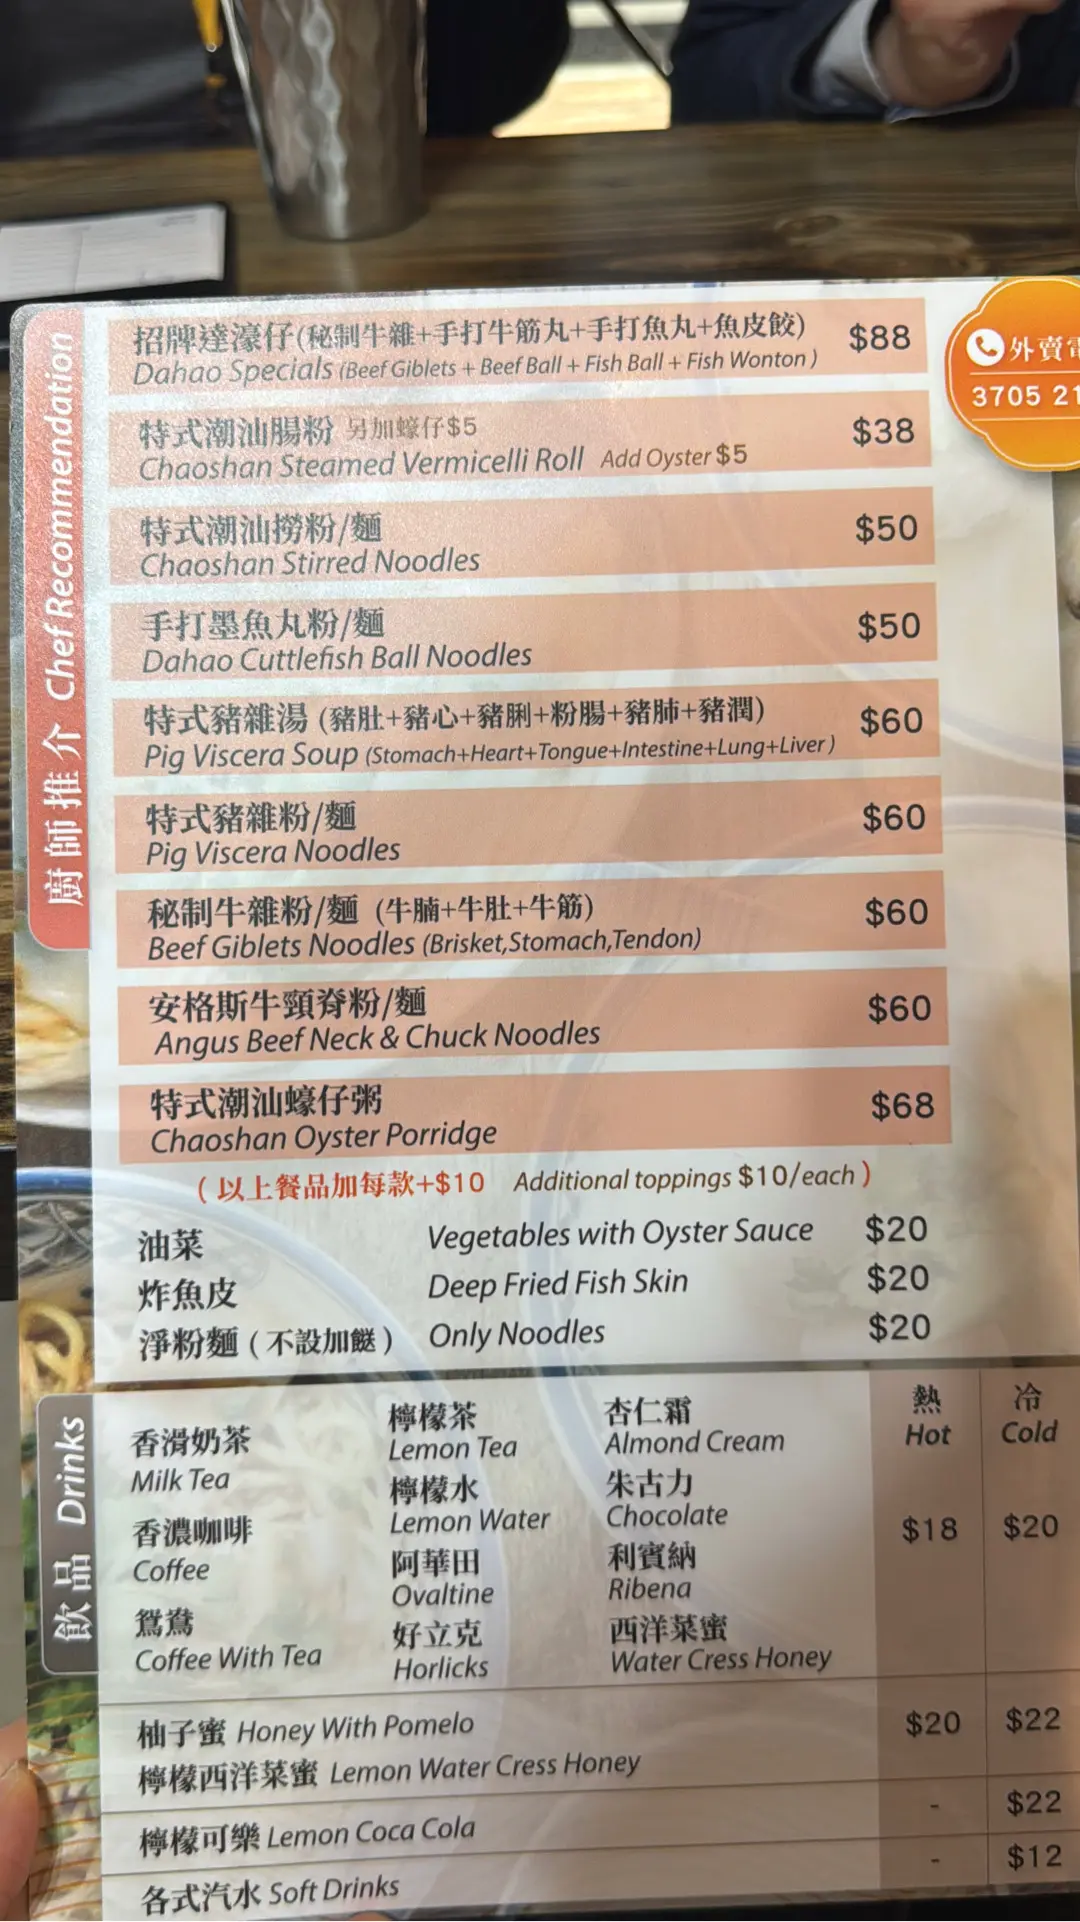 廚師推介 Chef Recommendation
招牌達濠仔(秘制牛雜+手打牛筋丸+手打魚丸+魚皮餃) $88
Dahao Specials (Beef Giblets + Beef Ball + Fish Ball + Fish Wonton )
外賣
3705 21
特式潮汕腸粉 另加蠔仔$5 $38
Chaoshan Steamed Vermicelli Roll Add Oyster $5
特式潮汕撈粉/麵 $50
Chaoshan Stirred Noodles
手打墨魚丸粉/麵 $50
Dahao Cuttlefish Ball Noodles
特式豬雜湯 (豬肚+豬心+豬脷+粉腸+豬肺+豬潤) $60
Pig Viscera Soup (Stomach+Heart+Tongue+Intestine+Lung+Liver )
特式豬雜粉/麵 $60
Pig Viscera Noodles
秘制牛雜粉/麵 (牛腩+牛肚+牛筋) $60
Beef Giblets Noodles (Brisket,Stomach,Tendon)
安格斯牛頸脊粉/麵 $60
Angus Beef Neck & Chuck Noodles
特式潮汕蠔仔粥 $68
Chaoshan Oyster Porridge
( 以上餐品加每款+$10 Additional toppings $10/each )
油菜 Vegetables with Oyster Sauce $20
炸魚皮 Deep Fried Fish Skin $20
淨粉麵 ( 不設加餸 ) Only Noodles $20
飲品 Drinks
熱 冷
Hot Cold
香滑奶茶 檸檬茶 杏仁霜
Milk Tea Lemon Tea Almond Cream
香濃咖啡 檸檬水 朱古力
Coffee Lemon Water Chocolate
$18 $20
鴛鴦 阿華田 利賓納
Coffee With Tea Ovaltine Ribena
好立克 西洋菜蜜
Horlicks Water Cress Honey
柚子蜜 Honey With Pomelo $20 $22
檸檬西洋菜蜜 Lemon Water Cress Honey
檸檬可樂 Lemon Coca Cola - $22
各式汽水 Soft Drinks - $12